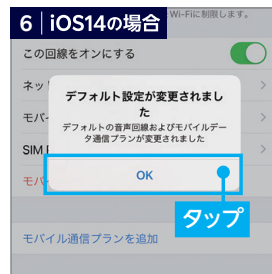 6 iOS14の場合
Wi-Fiに制限します。
この回線をオンにする
ネッ
デフォルト設定が変更されまし
た
モバ
デフォルトの音声回線およびモバイルデー
タ通信プランが変更されました
SIM
OK
モバ
タップ
モバイル通信プランを追加